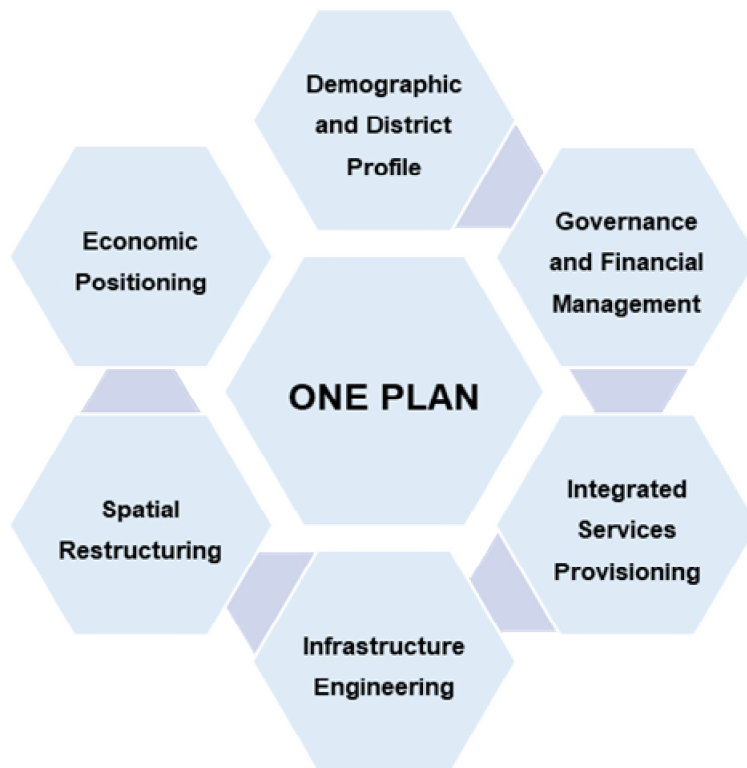 Demographic
and District
Profile
Governance
and Financial
Management
Economic
Positioning
ONE PLAN
Integrated
Services
Provisioning
Spatial
Restructuring
Infrastructure
Engineering